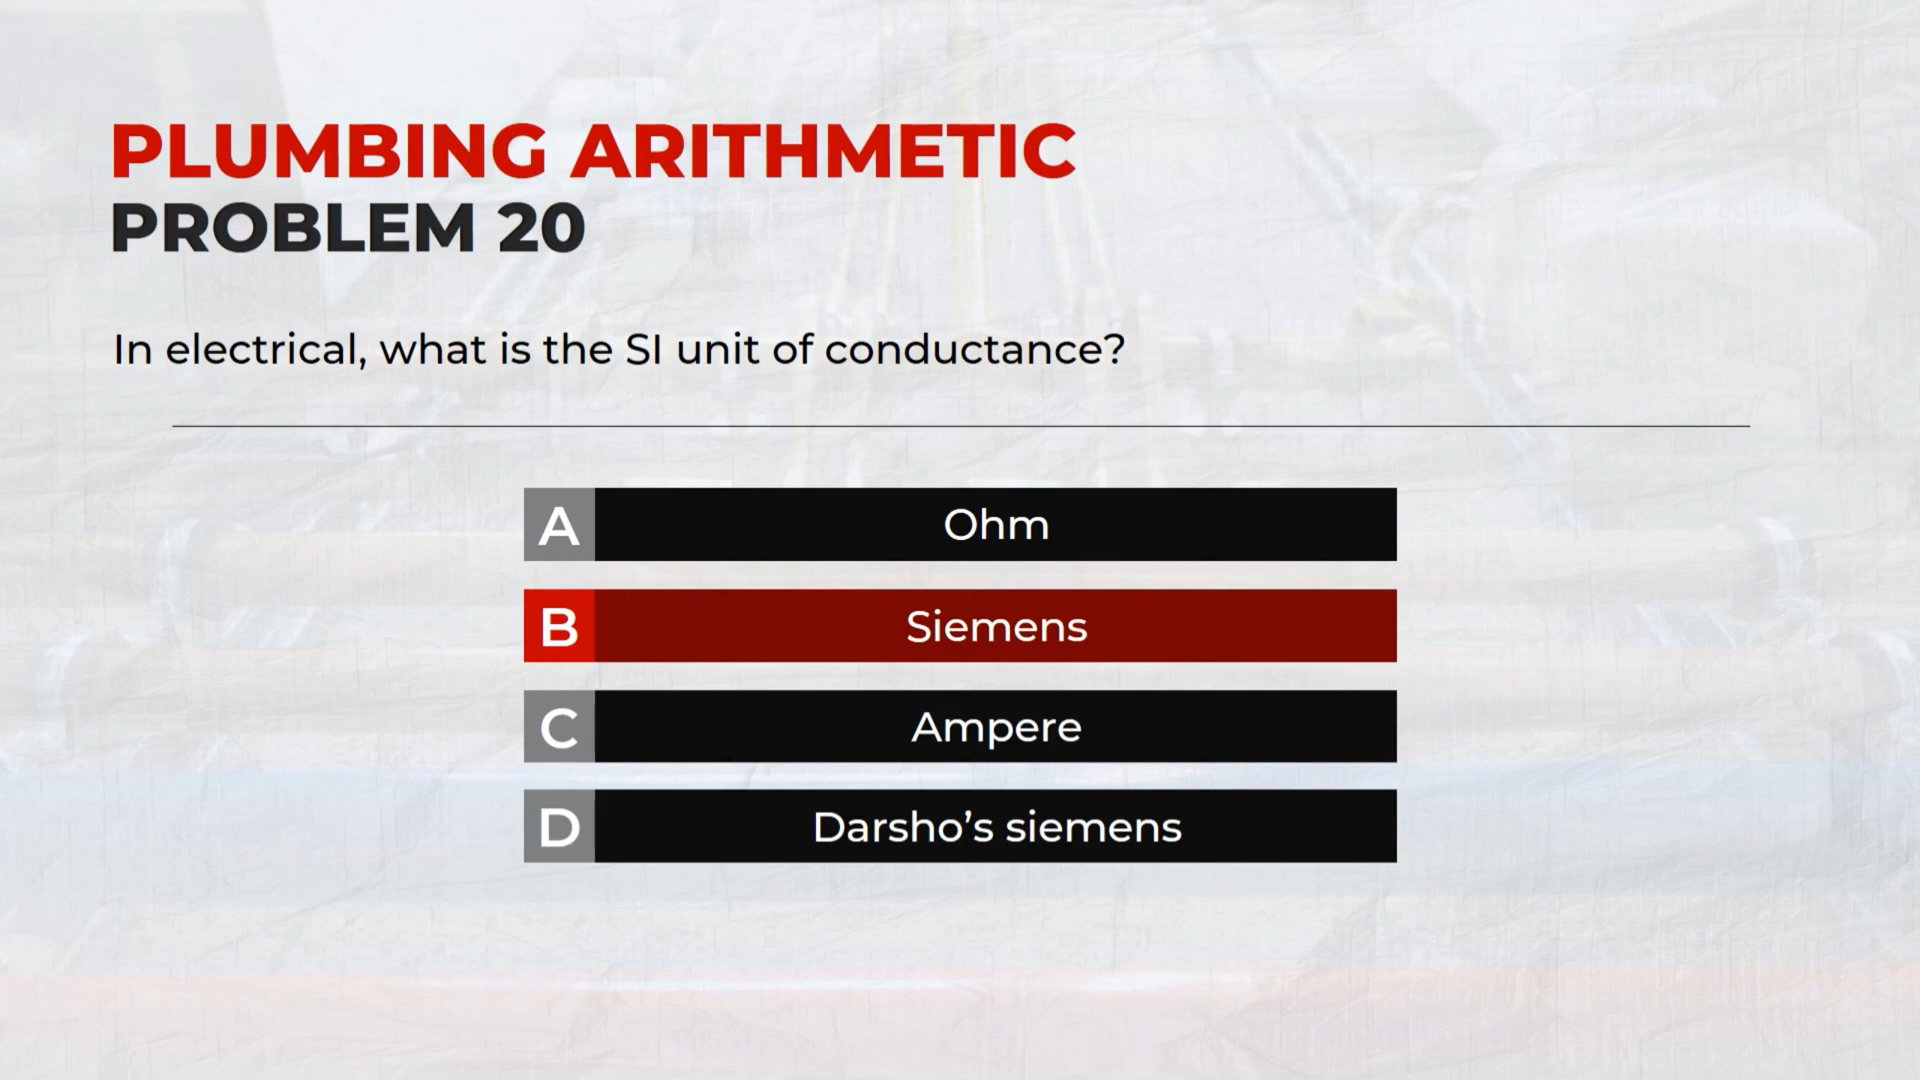 PLUMBING ARITHMETIC
PROBLEM 20
In electrical, what is the SI unit of conductance?
A Ohm
B Siemens
C Ampere
D Darsho’s siemens